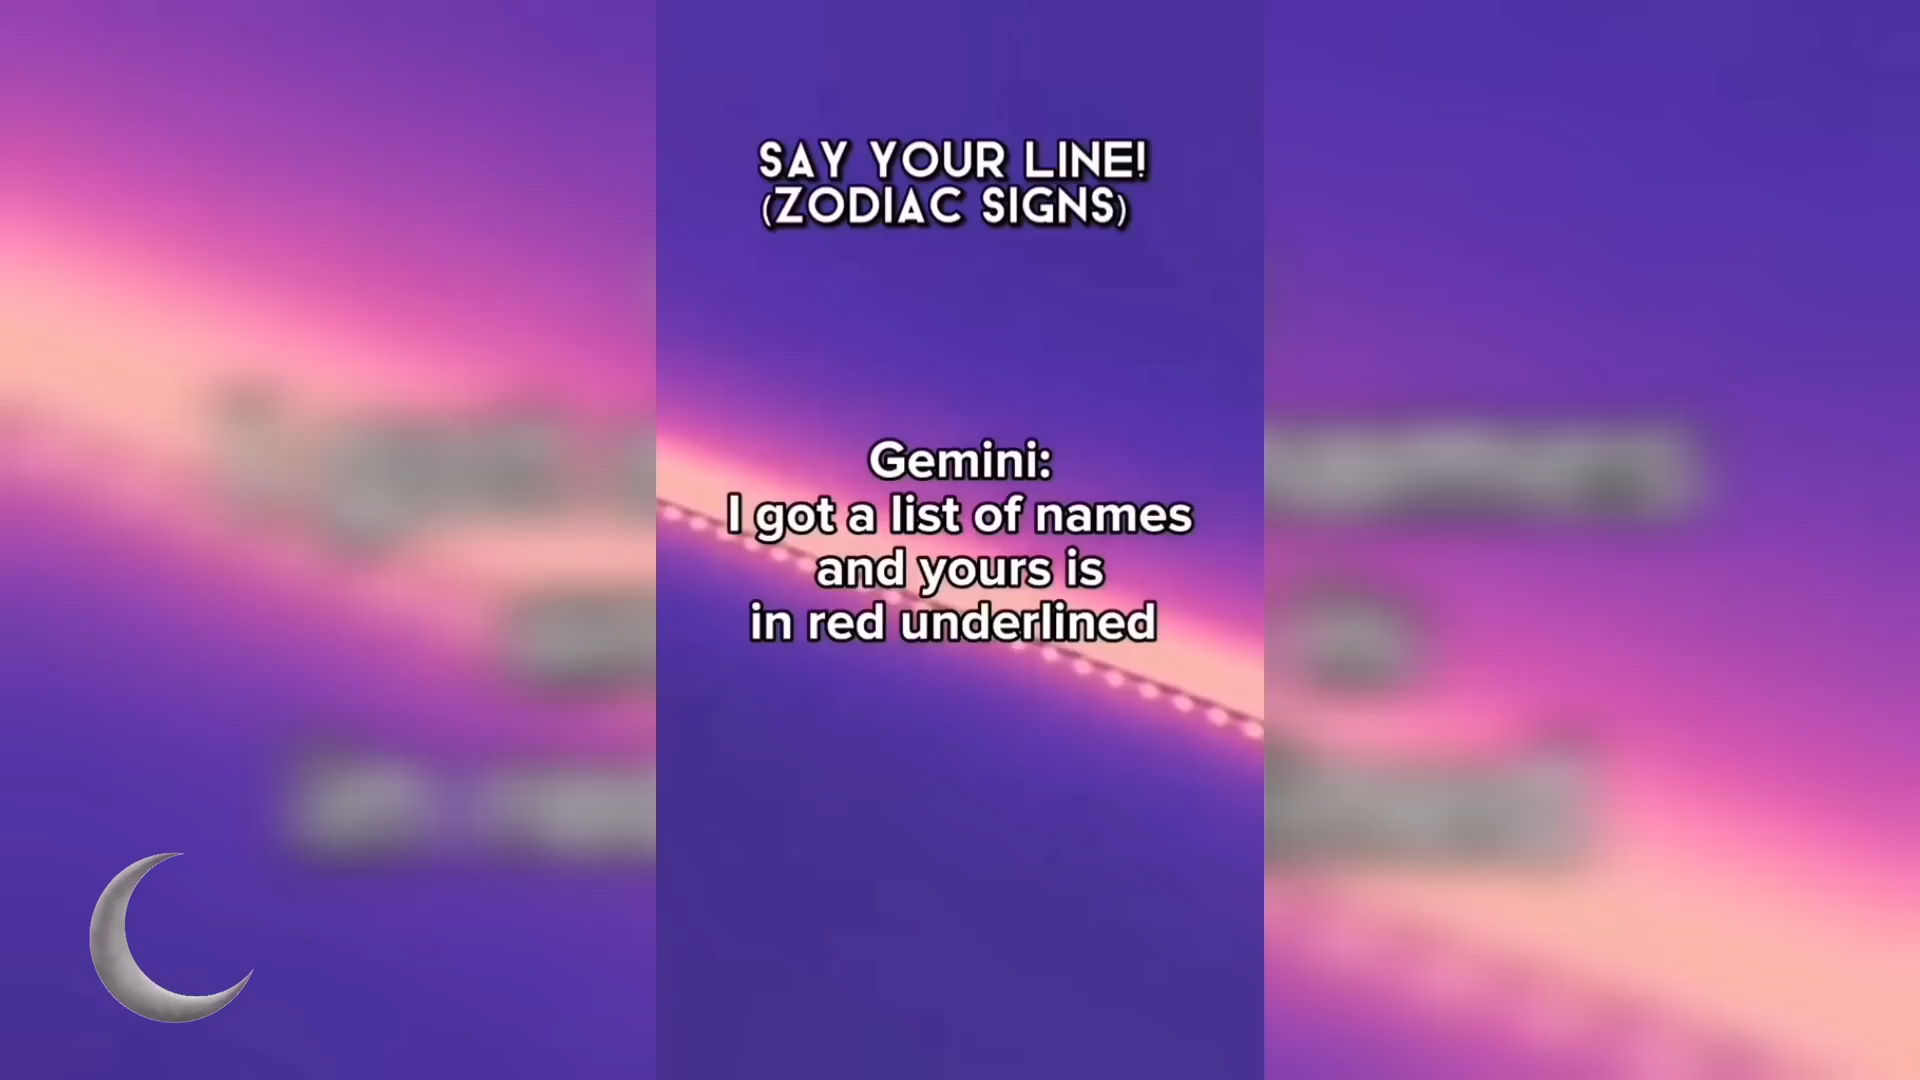 SAY YOUR LINE!
(ZODIAC SIGNS)
Gemini:
I got a list of names
and yours is
in red underlined